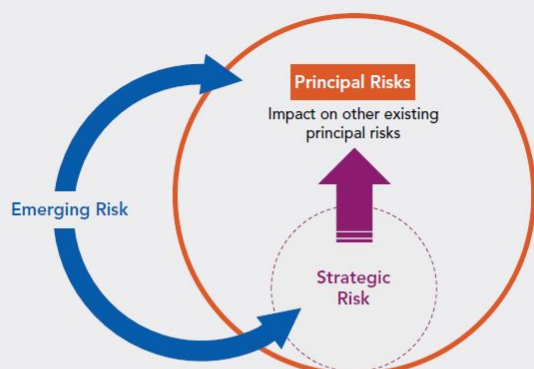 Principal Risks
Impact on other existing
principal risks
Emerging Risk
Strategic
Risk